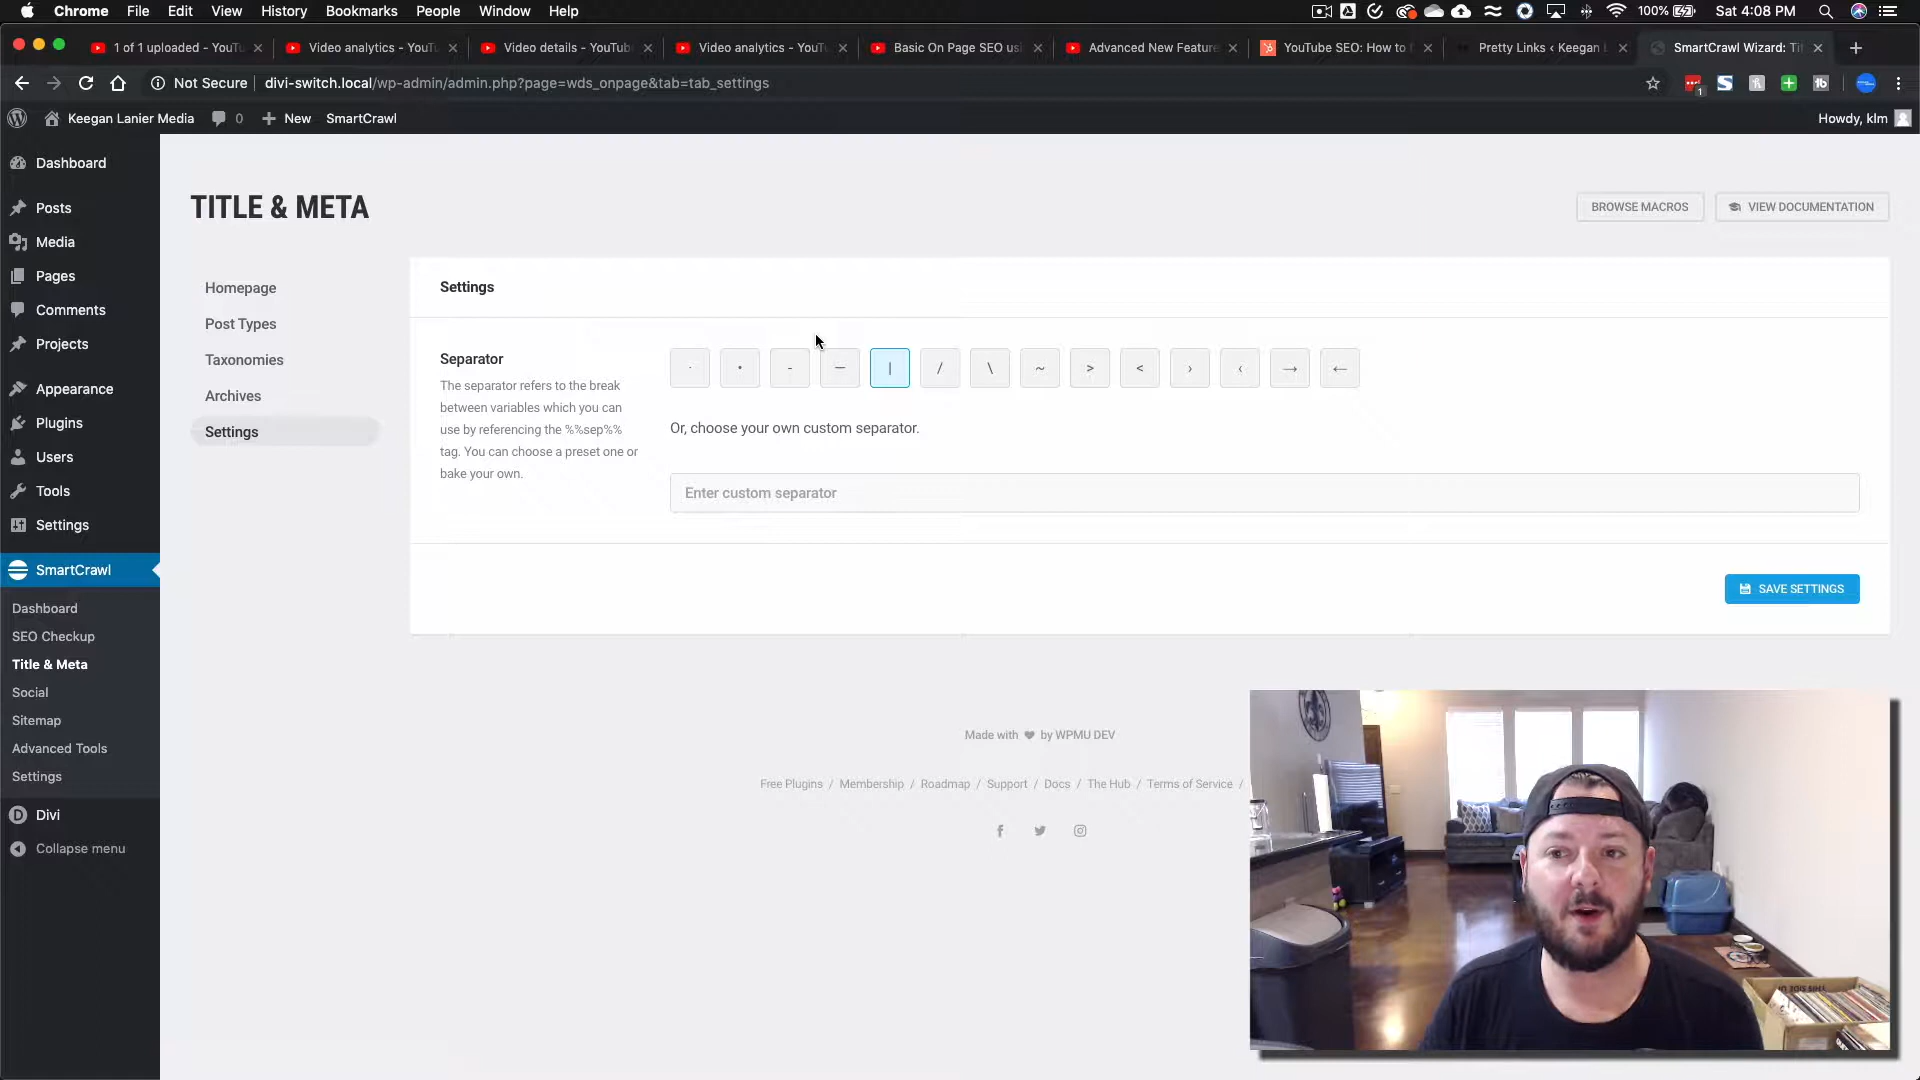 Chrome File Edit View History Bookmarks People Window Help 100% Sat 4:08 PM
1 of 1 uploaded - YouTu Video analytics - YouTu Video details - YouTube Video analytics - YouTu Basic On Page SEO usi Advanced New Feature YouTube SEO: How to Pretty Links ‹ Keegan L SmartCrawl Wizard: Ti
Not Secure divi-switch.local/wp-admin/admin.php?page=wds_onpage&tab=tab_settings 1
Keegan Lanier Media 0 New SmartCrawl Howdy, klm
Dashboard
Posts
Media
Pages
Comments
Projects
Appearance
Plugins
Users
Tools
Settings
SmartCrawl
Dashboard
SEO Checkup
Title & Meta
Social
Sitemap
Advanced Tools
Settings
Divi
Collapse menu
TITLE & META
BROWSE MACROS VIEW DOCUMENTATION
Homepage
Post Types
Taxonomies
Archives
Settings
Settings
Separator
The separator refers to the break
between variables which you can
use by referencing the %%sep%%
tag. You can choose a preset one or
bake your own.
· • - — | / \ ~ > < › ‹ → ←
Or, choose your own custom separator.
Enter custom separator
SAVE SETTINGS
Made with ♥ by WPMU DEV
Free Plugins / Membership / Roadmap / Support / Docs / The Hub / Terms of Service /